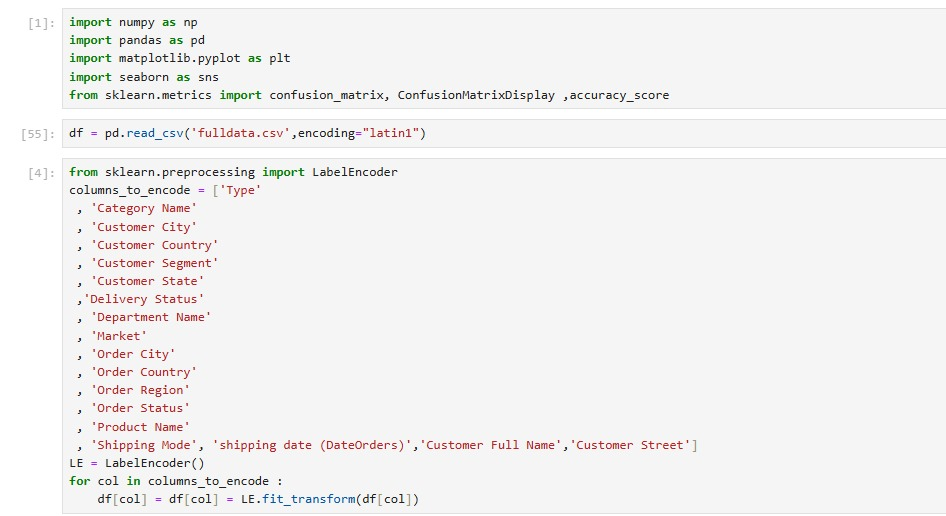 [1]:
import numpy as np
import pandas as pd
import matplotlib.pyplot as plt
import seaborn as sns
from sklearn.metrics import confusion_matrix, ConfusionMatrixDisplay ,accuracy_score
[55]:
df = pd.read_csv('fulldata.csv',encoding="latin1")
[4]:
from sklearn.preprocessing import LabelEncoder
columns_to_encode = ['Type'
 , 'Category Name'
 , 'Customer City'
 , 'Customer Country'
 , 'Customer Segment'
 , 'Customer State'
 ,'Delivery Status'
 , 'Department Name'
 , 'Market'
 , 'Order City'
 , 'Order Country'
 , 'Order Region'
 , 'Order Status'
 , 'Product Name'
 , 'Shipping Mode', 'shipping date (DateOrders)','Customer Full Name','Customer Street']
LE = LabelEncoder()
for col in columns_to_encode :
    df[col] = df[col] = LE.fit_transform(df[col])